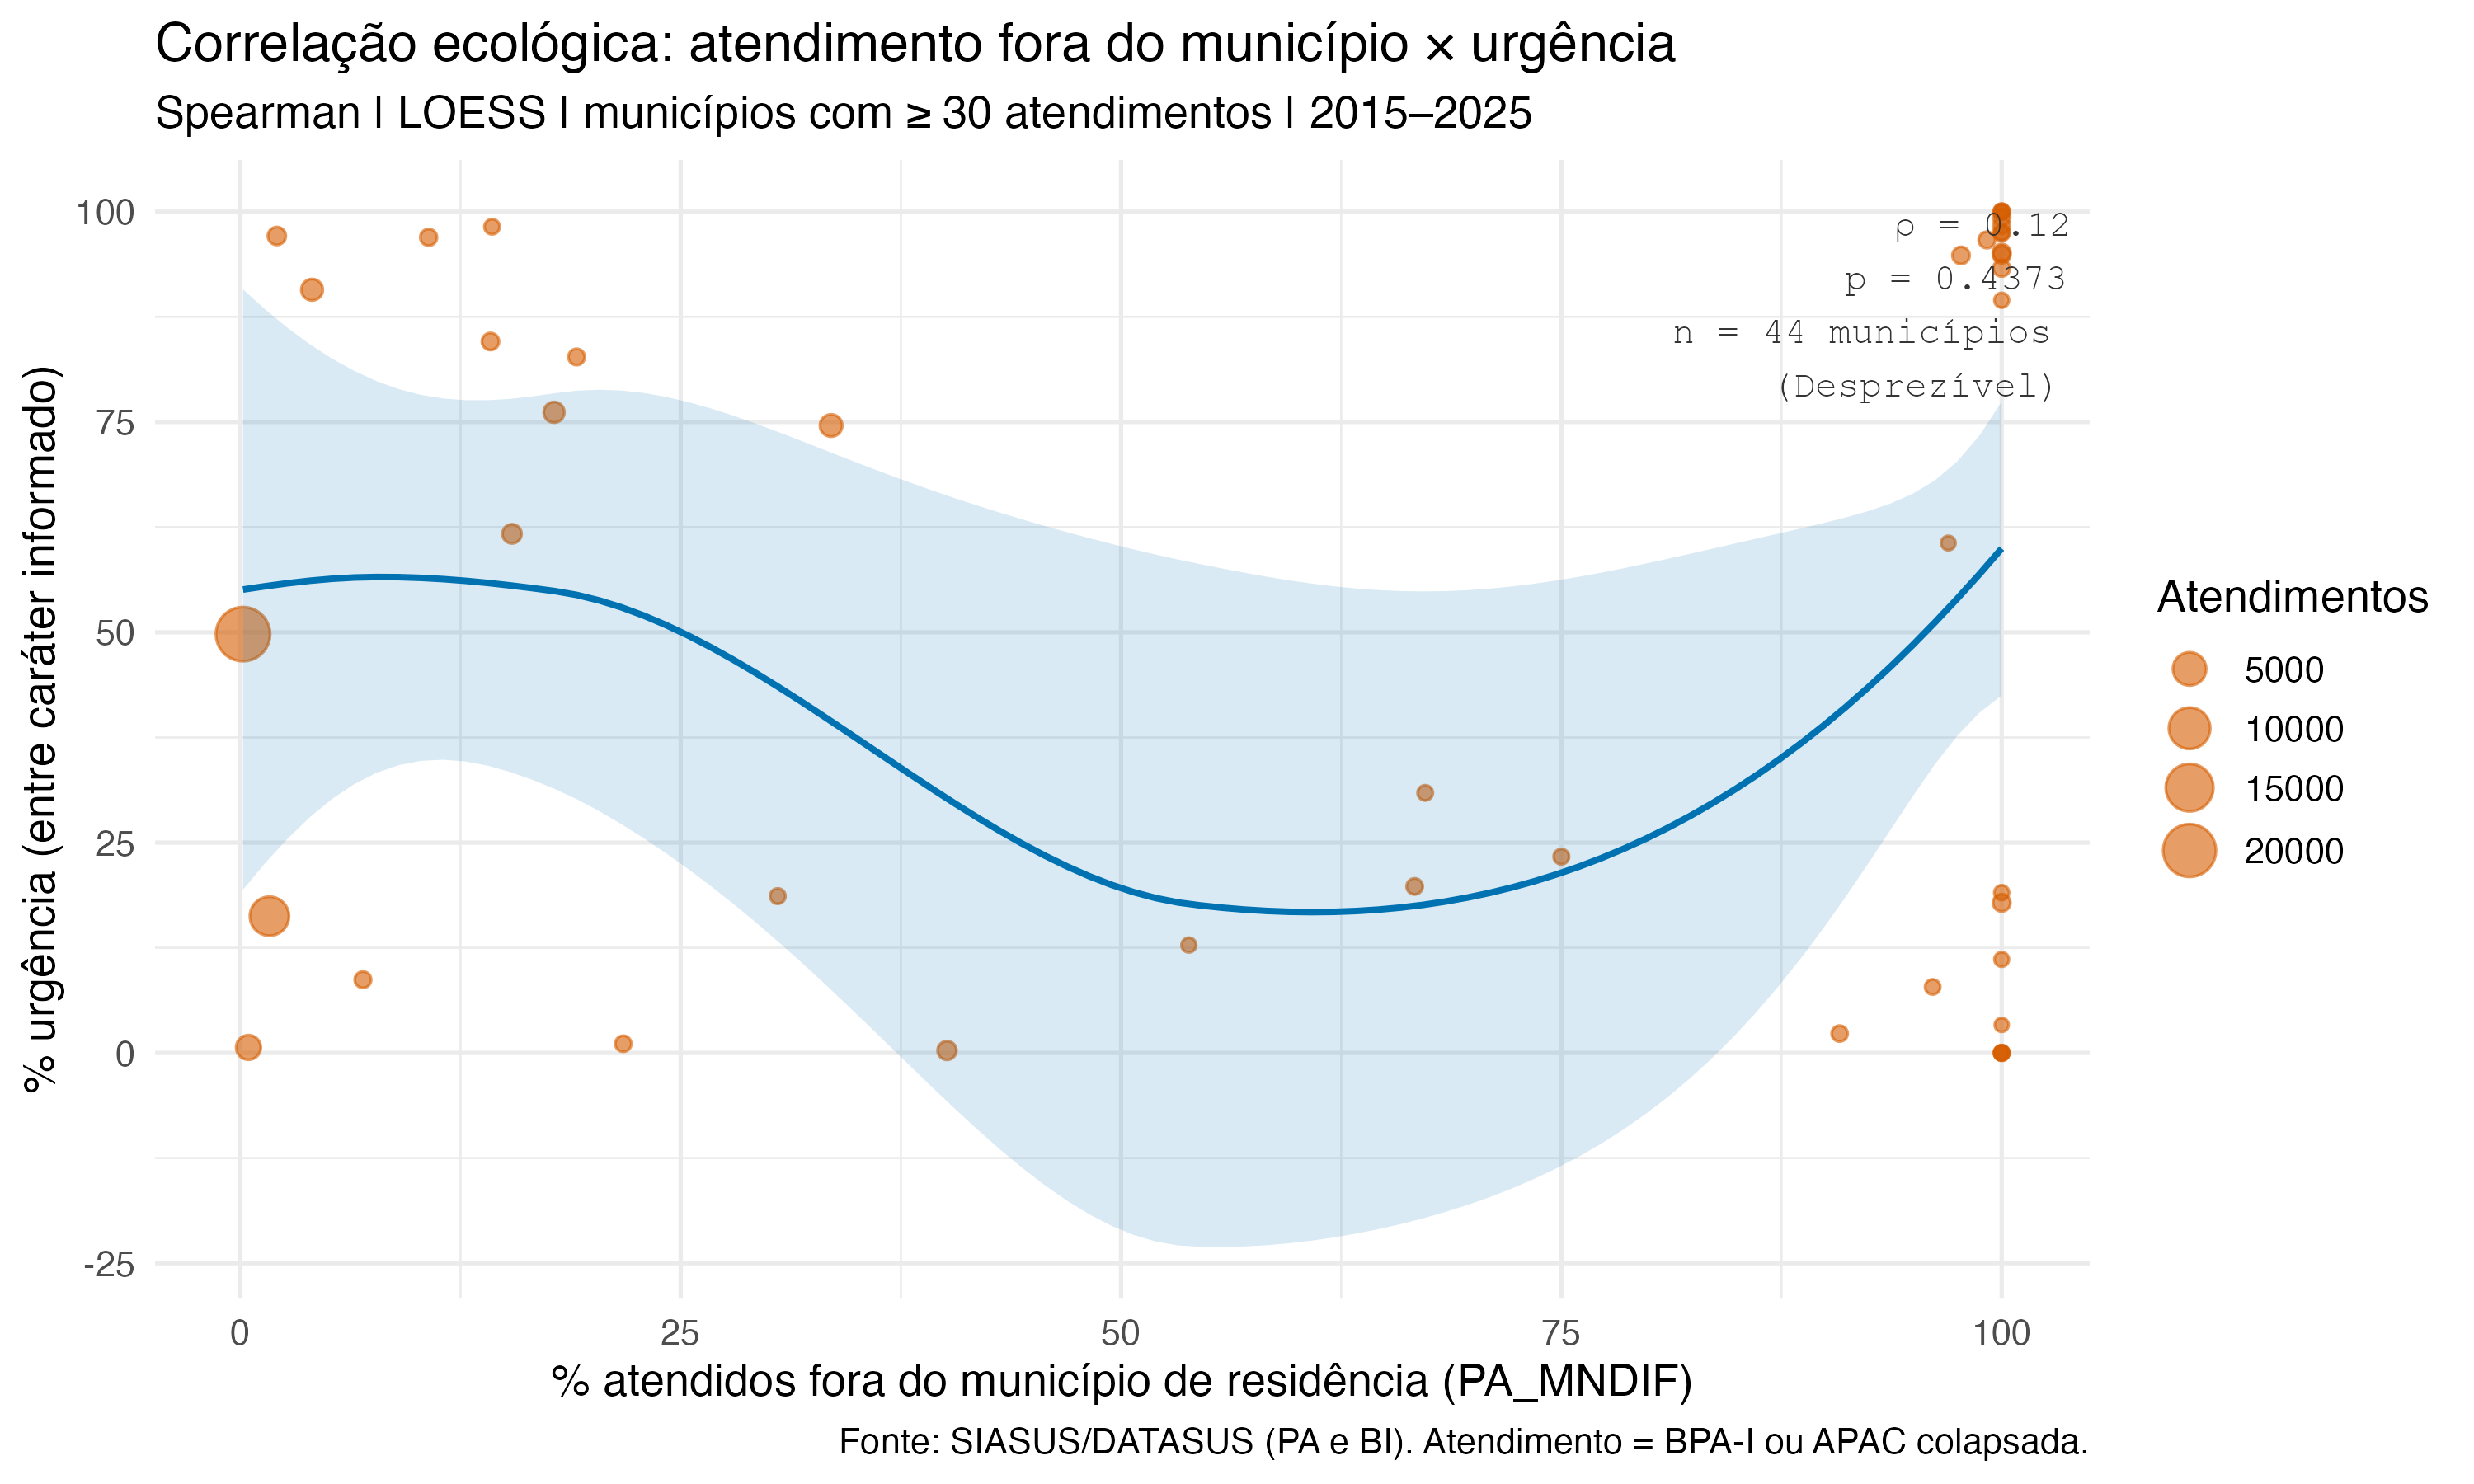 Correlação ecológica: atendimento fora do município × urgência
Spearman | LOESS | municípios com ≥ 30 atendimentos | 2015–2025
% urgência (entre caráter informado)
100
75
50
25
0
-25
ρ = 0.12
p = 0.4373
n = 44 municípios
(Desprezível)
Atendimentos
5000
10000
15000
20000
0 25 50 75 100
% atendidos fora do município de residência (PA_MNDIF)
Fonte: SIASUS/DATASUS (PA e BI). Atendimento = BPA-I ou APAC colapsada.